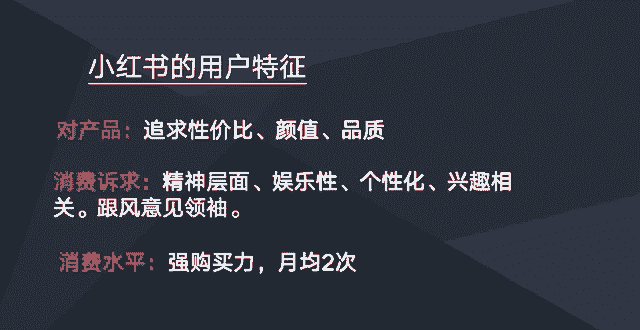 小红书的用户特征
对产品：追求性价比、颜值、品质
消费诉求：精神层面、娱乐性、个性化、兴趣相
关。跟风意见领袖。
消费水平：强购买力，月均2次